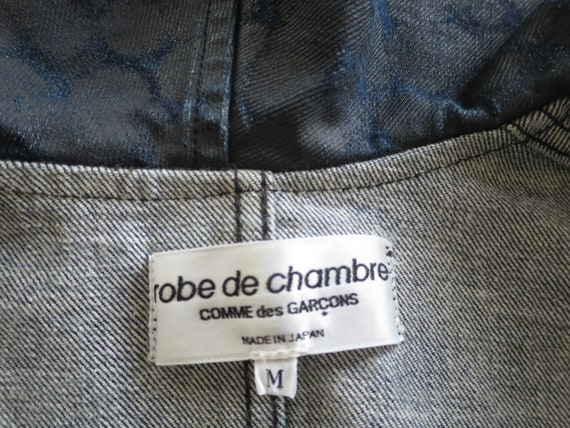 robe de chambre
COMME des GARÇONS
MADE IN JAPAN
M